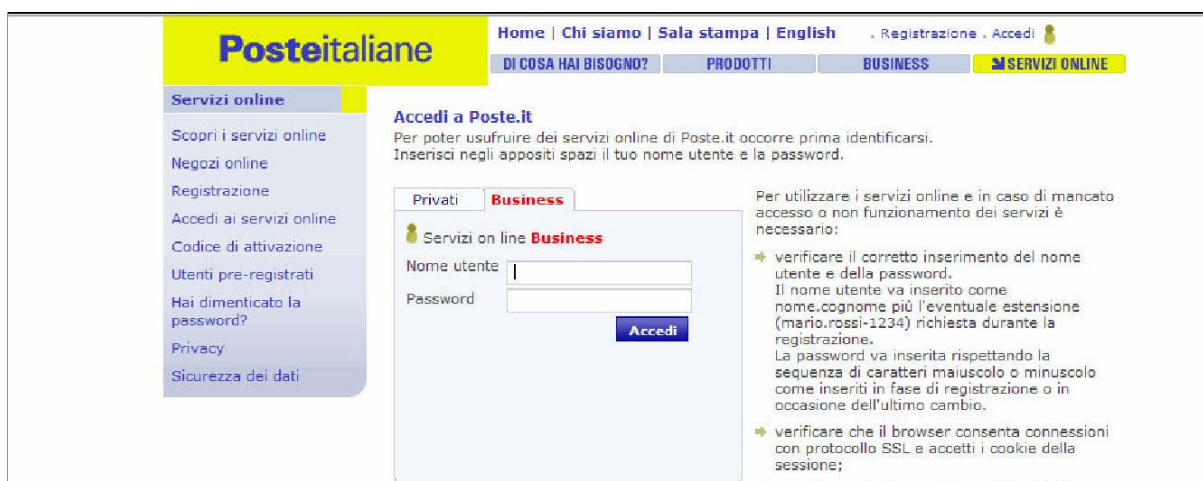 Posteitaliane
Home | Chi siamo | Sala stampa | English . Registrazione . Accedi
DI COSA HAI BISOGNO? PRODOTTI BUSINESS SERVIZI ONLINE
Servizi online
Scopri i servizi online
Negozi online
Registrazione
Accedi ai servizi online
Codice di attivazione
Utenti pre-registrati
Hai dimenticato la
password?
Privacy
Sicurezza dei dati
Accedi a Poste.it
Per poter usufruire dei servizi online di Poste.it occorre prima identificarsi.
Inserisci negli appositi spazi il tuo nome utente e la password.
Privati Business
Servizi on line Business
Nome utente
Password
Accedi
Per utilizzare i servizi online e in caso di mancato
accesso o non funzionamento dei servizi è
necessario:
verificare il corretto inserimento del nome
utente e della password.
Il nome utente va inserito come
nome.cognome più l'eventuale estensione
(mario.rossi-1234) richiesta durante la
registrazione.
La password va inserita rispettando la
sequenza di caratteri maiuscolo o minuscolo
come inseriti in fase di registrazione o in
occasione dell'ultimo cambio.
verificare che il browser consenta connessioni
con protocollo SSL e accetti i cookie della
sessione;